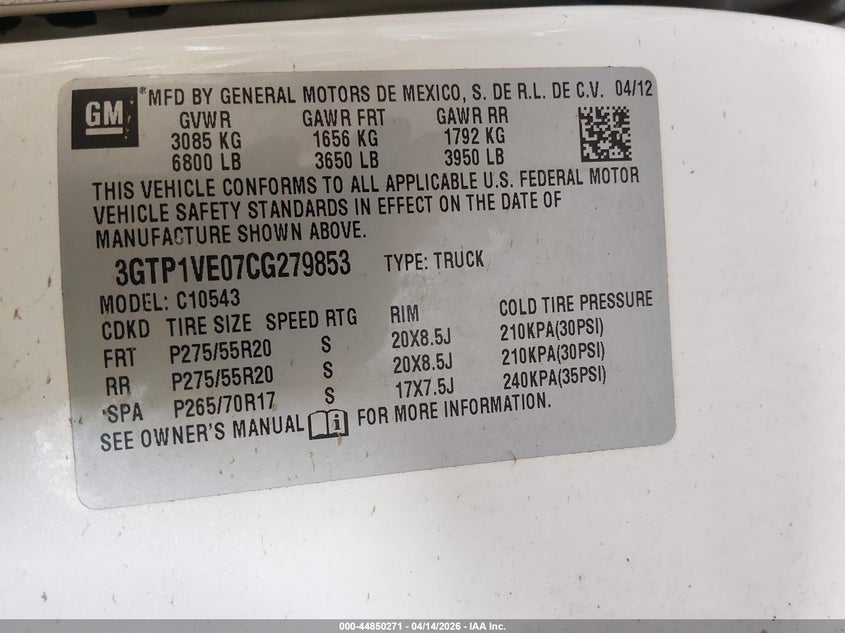 GM ® MFD BY GENERAL MOTORS DE MEXICO, S. DE R.L. DE C.V. 04/12
GVWR GAWR FRT GAWR RR
3085 KG 1656 KG 1792 KG
6800 LB 3650 LB 3950 LB
THIS VEHICLE CONFORMS TO ALL APPLICABLE U.S. FEDERAL MOTOR
VEHICLE SAFETY STANDARDS IN EFFECT ON THE DATE OF
MANUFACTURE SHOWN ABOVE.
3GTP1VE07CG279853 TYPE: TRUCK
MODEL: C10543
CDKD TIRE SIZE SPEED RTG RIM COLD TIRE PRESSURE
FRT P275/55R20 S 20X8.5J 210KPA(30PSI)
RR P275/55R20 S 20X8.5J 210KPA(30PSI)
SPA P265/70R17 S 17X7.5J 240KPA(35PSI)
SEE OWNER'S MANUAL i FOR MORE INFORMATION.
000-44850271 - 04/14/2026 - IAA Inc.